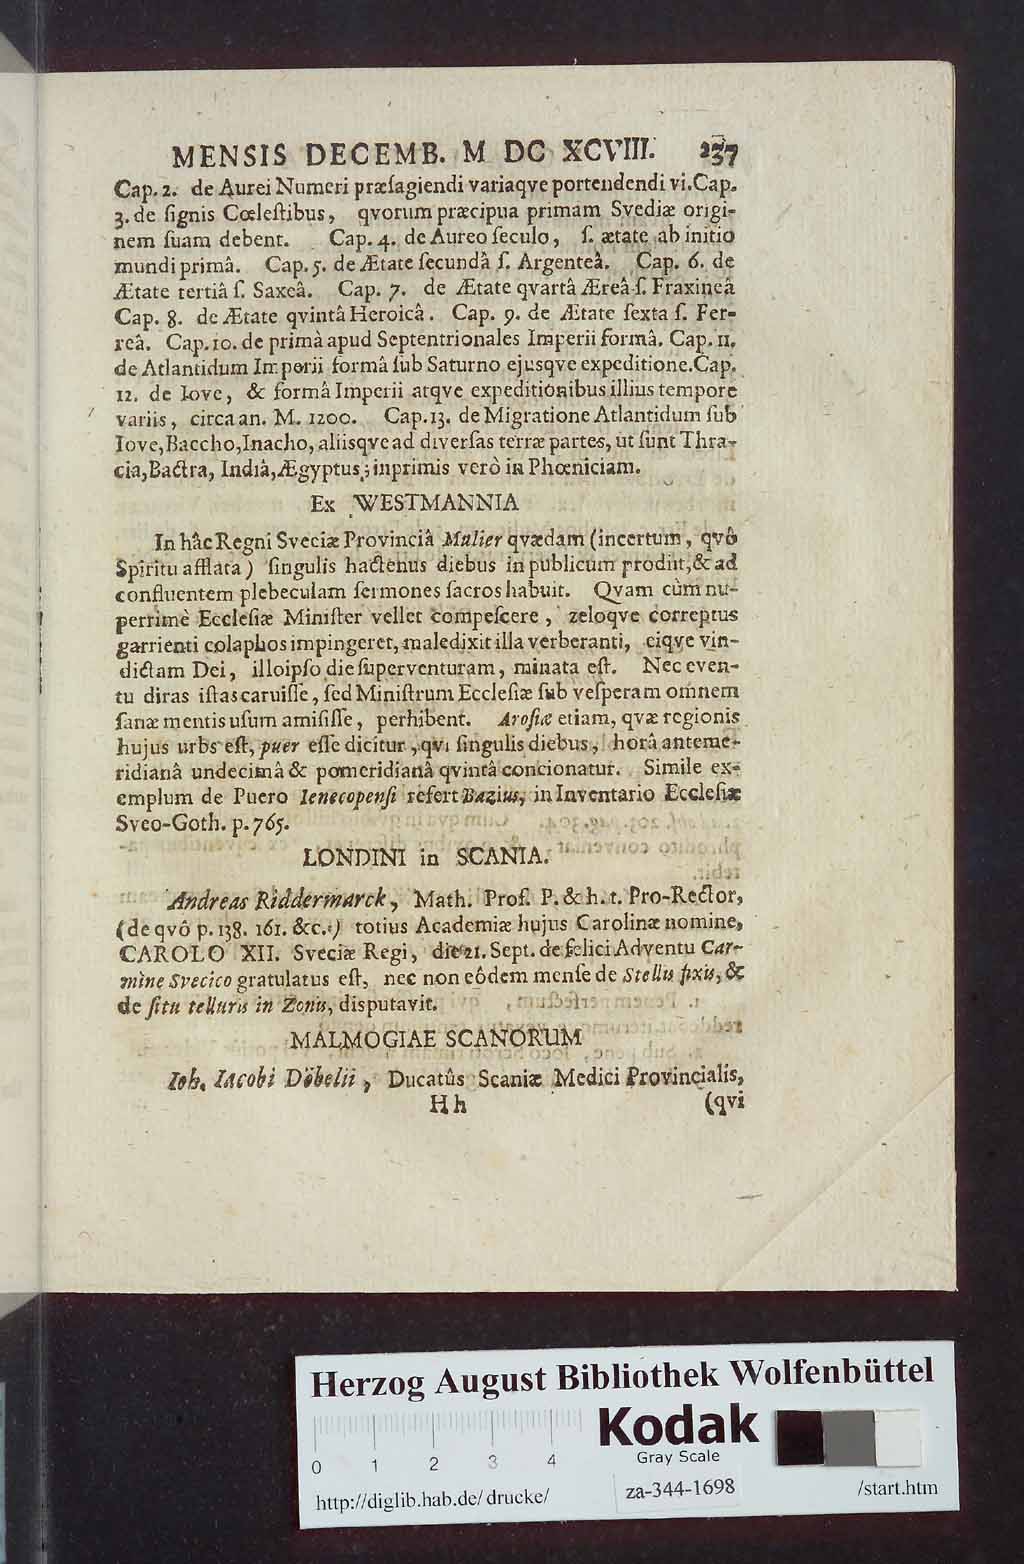 MENSIS DECEMB. M DC XCVIII. 237
Cap. 2. de Aurei Numeri præſagiendi variaqve portendendi vi. Cap.
3. de ſignis Cœleſtibus, qvorum præcipua primam Svediæ origi-
nem ſuam debent. Cap. 4. de Aureo ſeculo, ſ. ætate ab initio
mundi primâ. Cap. 5. de Ætate ſecundâ ſ. Argenteâ. Cap. 6. de
Ætate tertiâ ſ. Saxeâ. Cap. 7. de Ætate qvartâ Æreâ ſ. Fraxineâ
Cap. 8. de Ætate qvintâ Heroicâ. Cap. 9. de Ætate ſexta ſ. Fer-
reâ. Cap. 10. de primà apud Septentrionales Imperii formâ. Cap. 11.
de Atlantidum Imperii formâ ſub Saturno ejusqve expeditione. Cap.
12. de Iove, & formâ Imperii atqve expeditionibus illius tempore
variis, circa an. M. 1200. Cap. 13. de Migratione Atlantidum ſub
Iove, Baccho, Inacho, aliisqve ad diverſas terræ partes, ut ſunt Thra-
cia, Bactra, Indiâ, Ægyptus; inprimis verò in Phœniciam.
Ex WESTMANNIA
In hâc Regni Sveciæ Provinciâ Mulier qvædam (incertum, qvô
Spiritu afflata) ſingulis hactenus diebus in publicum prodiit, & ad
confluentem plebeculam ſermones ſacros habuit. Qvam cùm nu-
perrimè Eccleſiæ Miniſter vellet compeſcere, zeloqve correptus
garrienti colaphos impingeret, maledixit illa verberanti, eiqve vin-
dictam Dei, illo ipſo die ſuperventuram, minata eſt. Nec even-
tu diras iſtas caruiſſe, ſed Miniſtrum Eccleſiæ ſub veſperam omnem
ſanæ mentis uſum amiſiſſe, perhibent. Aroſiæ etiam, qvæ regionis
hujus urbs eſt, puer eſſe dicitur, qvi ſingulis diebus, horâ anteme-
ridianâ undecimâ & pomeridianâ qvintâ concionatur. Simile ex-
emplum de Puero Ienecopenſi refert Bazius, in Inventario Eccleſiæ
Sveo-Goth. p. 765.
LONDINI in SCANIA.
Andreas Riddermarck, Math. Prof. P. & h. t. Pro-Rector,
(de qvô p. 138. 161. &c.) totius Academiæ hujus Carolinæ nomine,
CAROLO XII. Sveciæ Regi, die 21. Sept. de felici Adventu Car-
mine Svecico gratulatus eſt, nec non eôdem menſe de Stellis fixis, &
de ſitu telluris in Zonis, disputavit.
MALMOGIAE SCANORUM
Ioh. Iacobi Döbelii, Ducatûs Scaniæ Medici Provincialis,
Hh (qvi
Herzog August Bibliothek Wolfenbüttel
Kodak
Gray Scale
0 1 2 3 4
http://diglib.hab.de/drucke/ za-344-1698 /start.htm